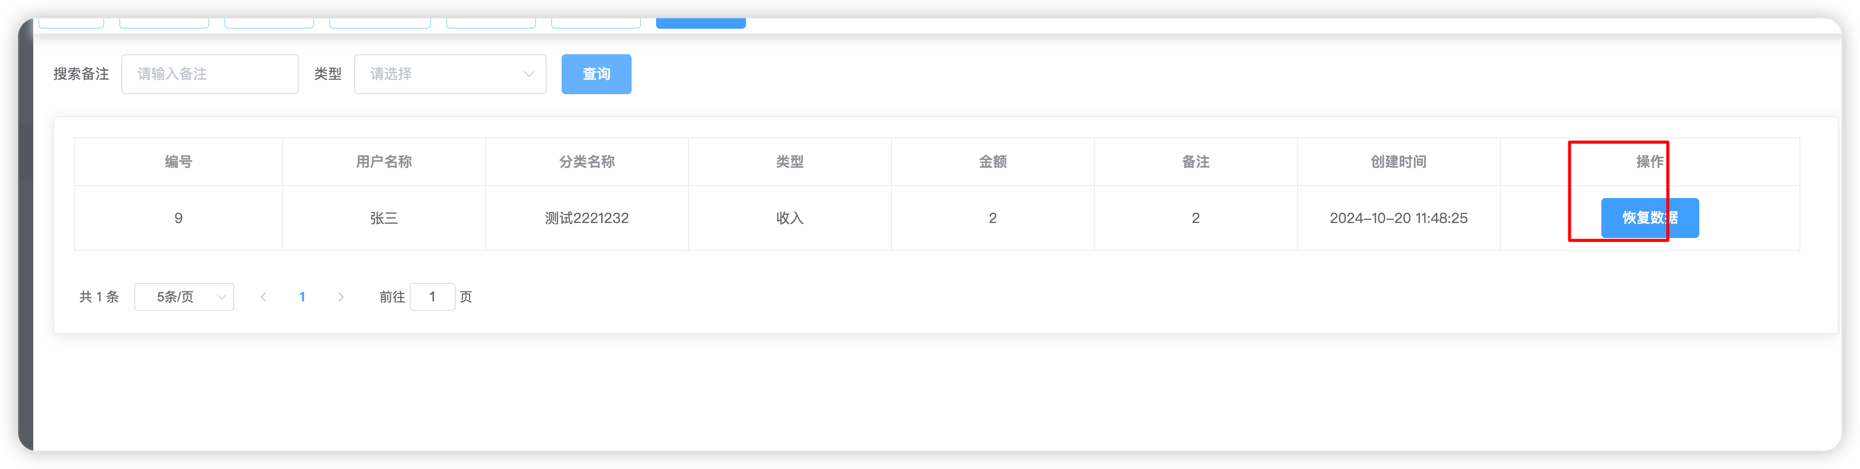 搜索备注 请输入备注 类型 请选择 查询
编号 用户名称 分类名称 类型 金额 备注 创建时间 操作
9 张三 测试2221232 收入 2 2 2024-10-20 11:48:25 恢复数据
共 1 条 5条/页 1 前往 1 页